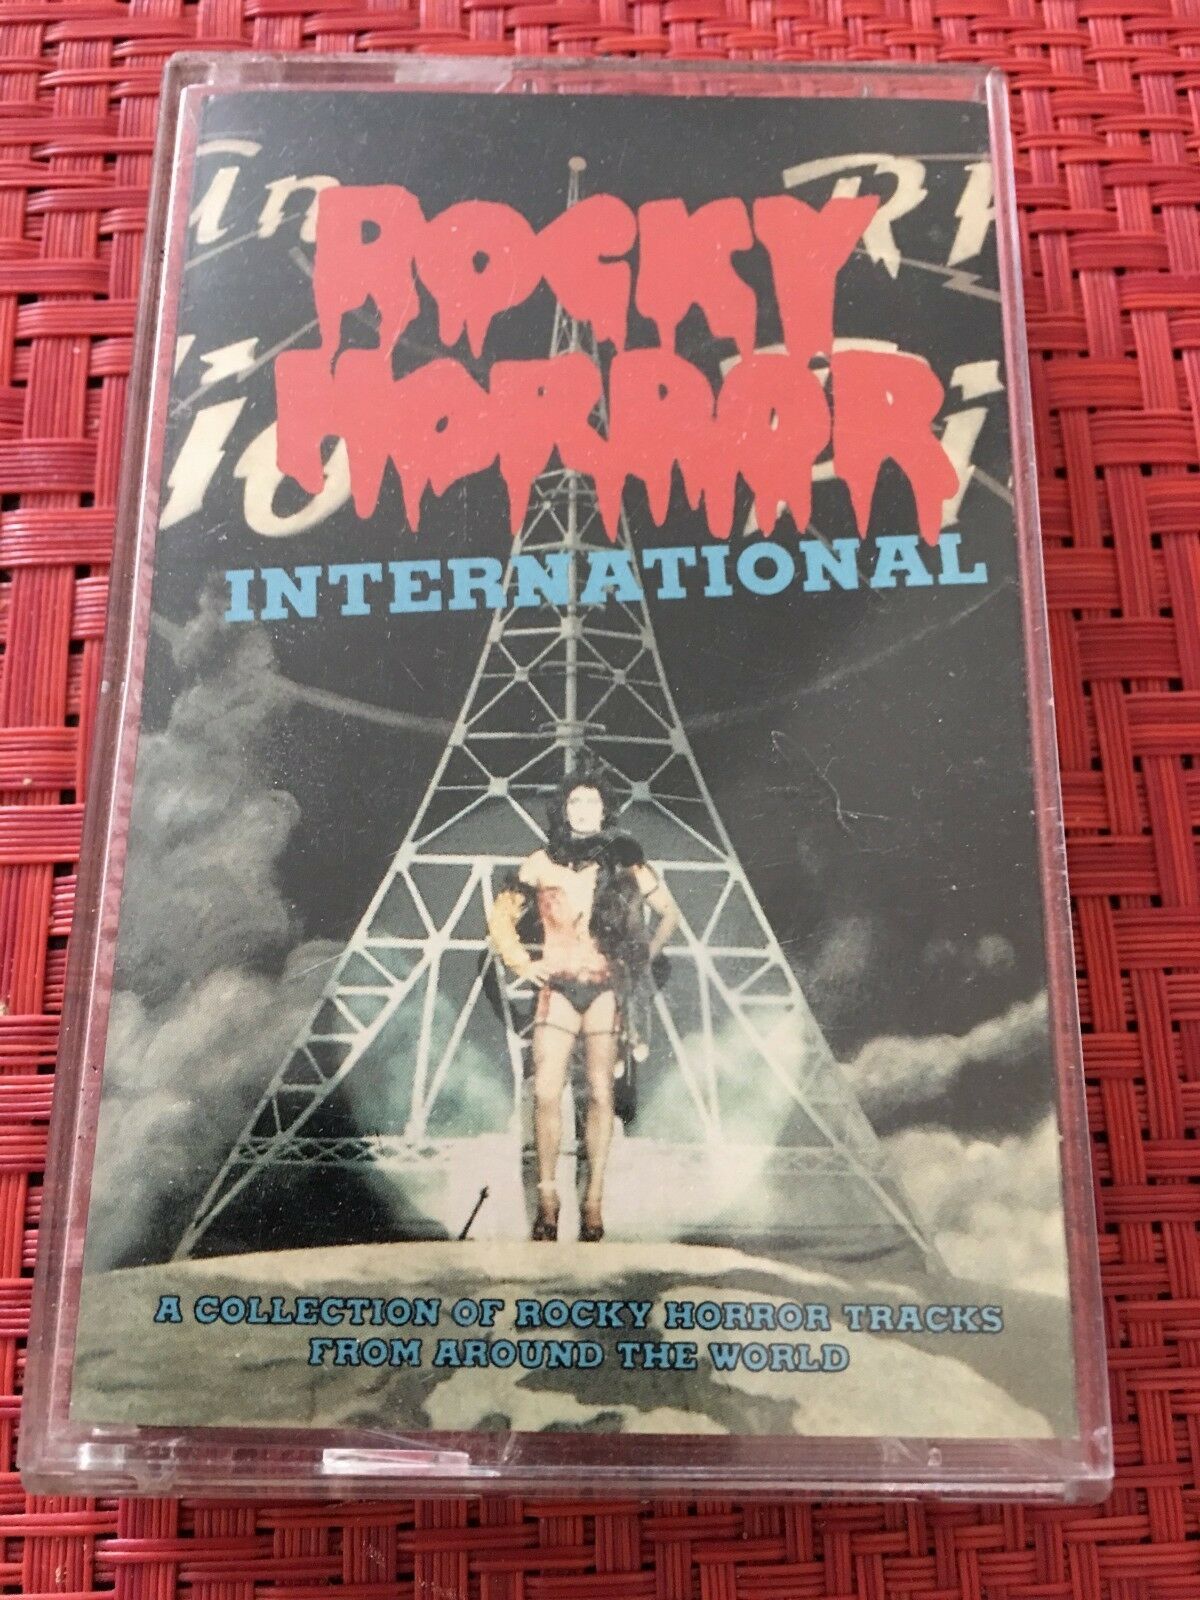 ROCKY
HORROR
INTERNATIONAL
A COLLECTION OF ROCKY HORROR TRACKS
FROM AROUND THE WORLD